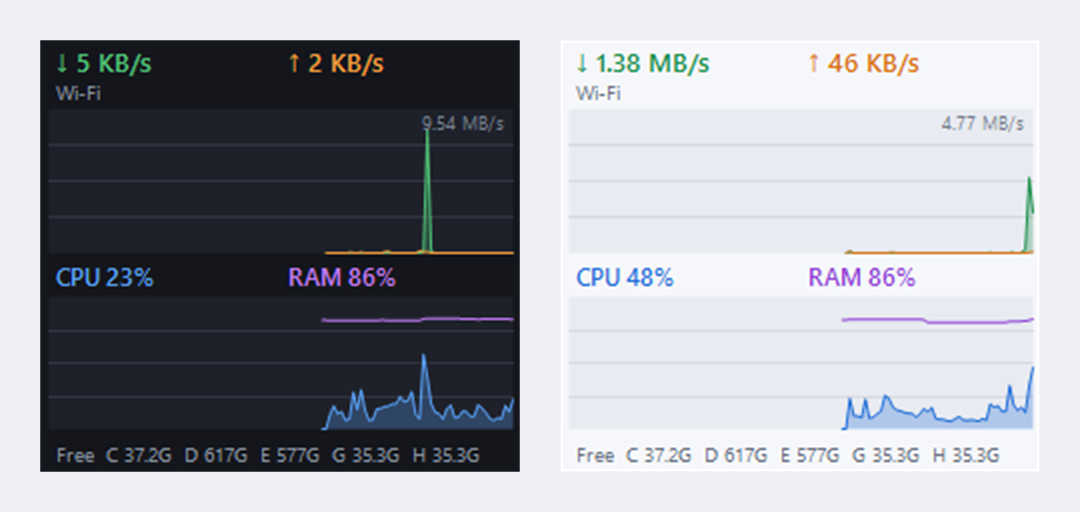 ↓ 5 KB/s ↑ 2 KB/s
Wi-Fi
9.54 MB/s
CPU 23% RAM 86%
Free C 37.2G D 617G E 577G G 35.3G H 35.3G
↓ 1.38 MB/s ↑ 46 KB/s
Wi-Fi
4.77 MB/s
CPU 48% RAM 86%
Free C 37.2G D 617G E 577G G 35.3G H 35.3G